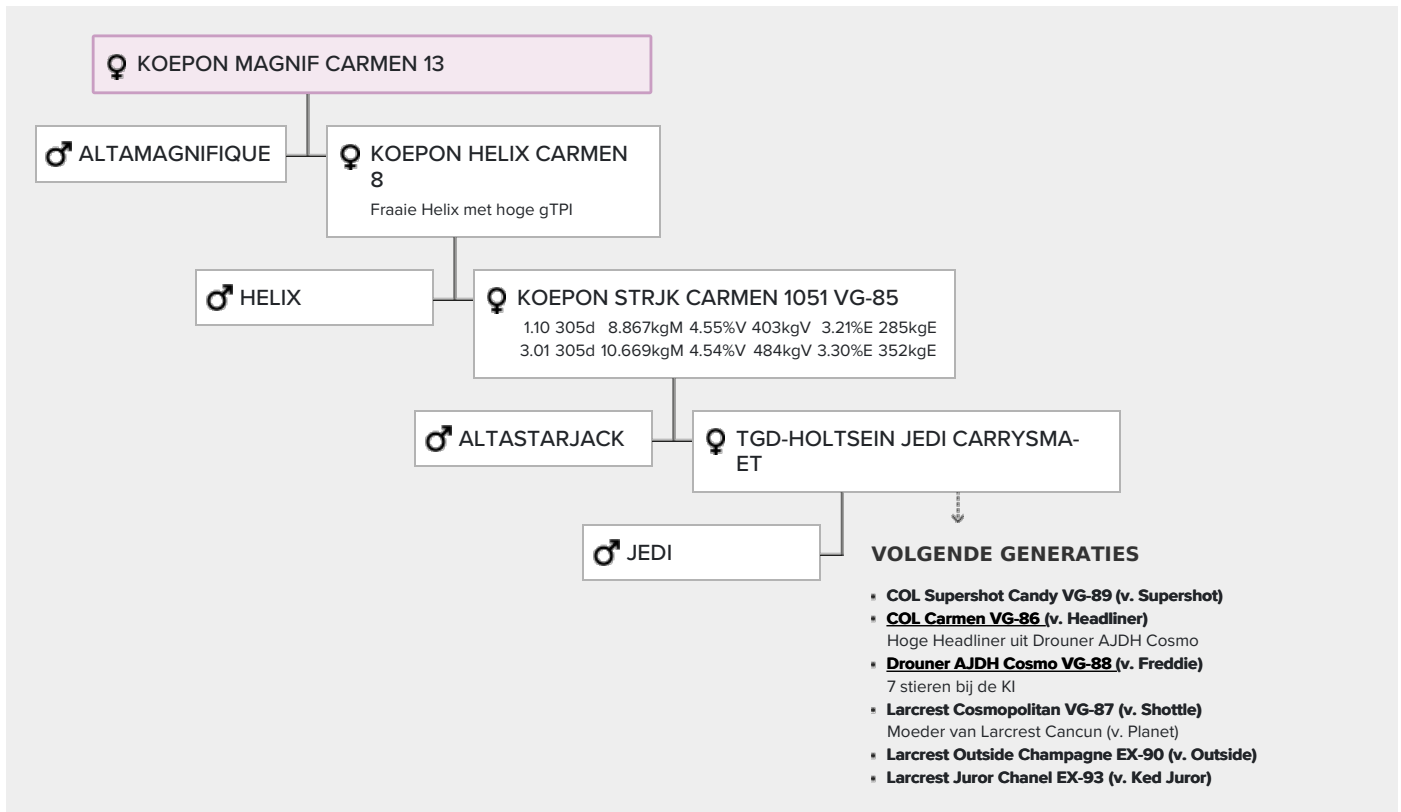 KOEPON MAGNIF CARMEN 13
ALTAMAGNIFIQUE
KOEPON HELIX CARMEN
8
Fraaie Helix met hoge gTPI
HELIX
KOEPON STRJK CARMEN 1051 VG-85
1.10 305d 8.867kgM 4.55%V 403kgV 3.21%E 285kgE
3.01 305d 10.669kgM 4.54%V 484kgV 3.30%E 352kgE
ALTASTARJACK
TGD-HOLTSEIN JEDI CARRYSMA-
ET
JEDI
VOLGENDE GENERATIES
▪ COL Supershot Candy VG-89 (v. Supershot)
▪ COL Carmen VG-86 (v. Headliner)
Hoge Headliner uit Drouner AJDH Cosmo
▪ Drouner AJDH Cosmo VG-88 (v. Freddie)
7 stieren bij de KI
▪ Larcrest Cosmopolitan VG-87 (v. Shottle)
Moeder van Larcrest Cancun (v. Planet)
▪ Larcrest Outside Champagne EX-90 (v. Outside)
▪ Larcrest Juror Chanel EX-93 (v. Ked Juror)